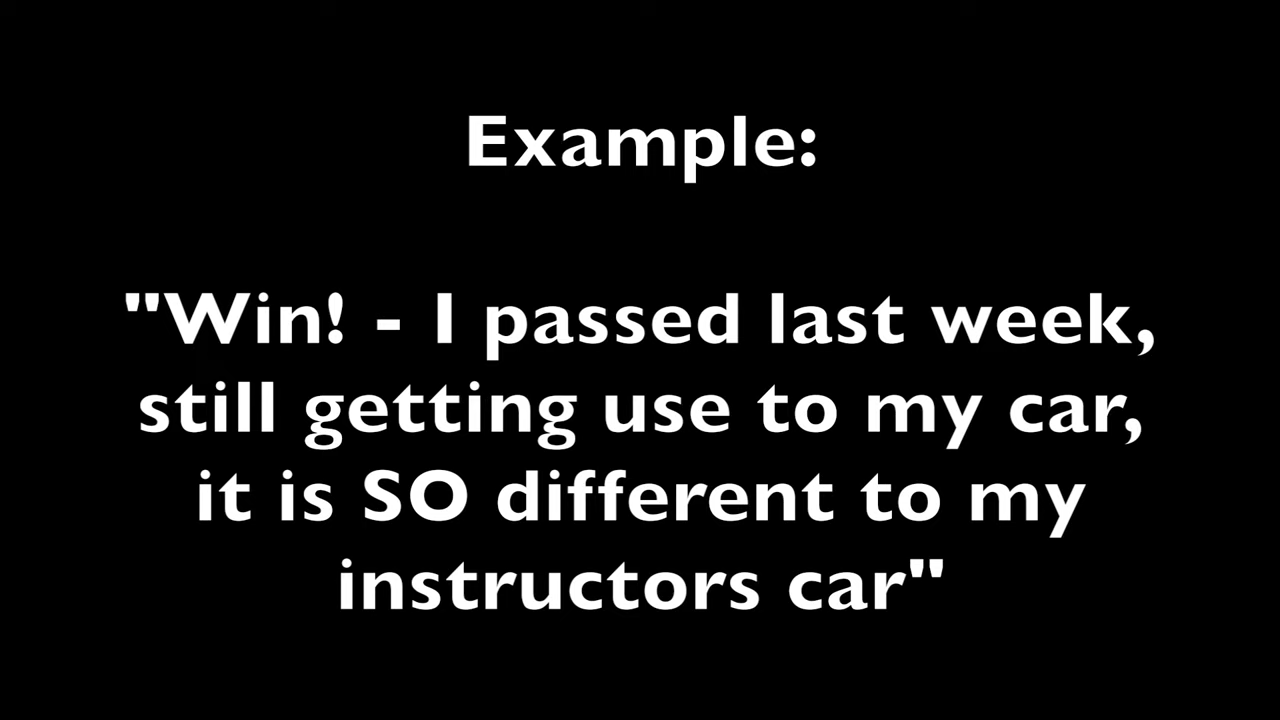 Example:
"Win! - I passed last week,
still getting use to my car,
it is SO different to my
instructors car"